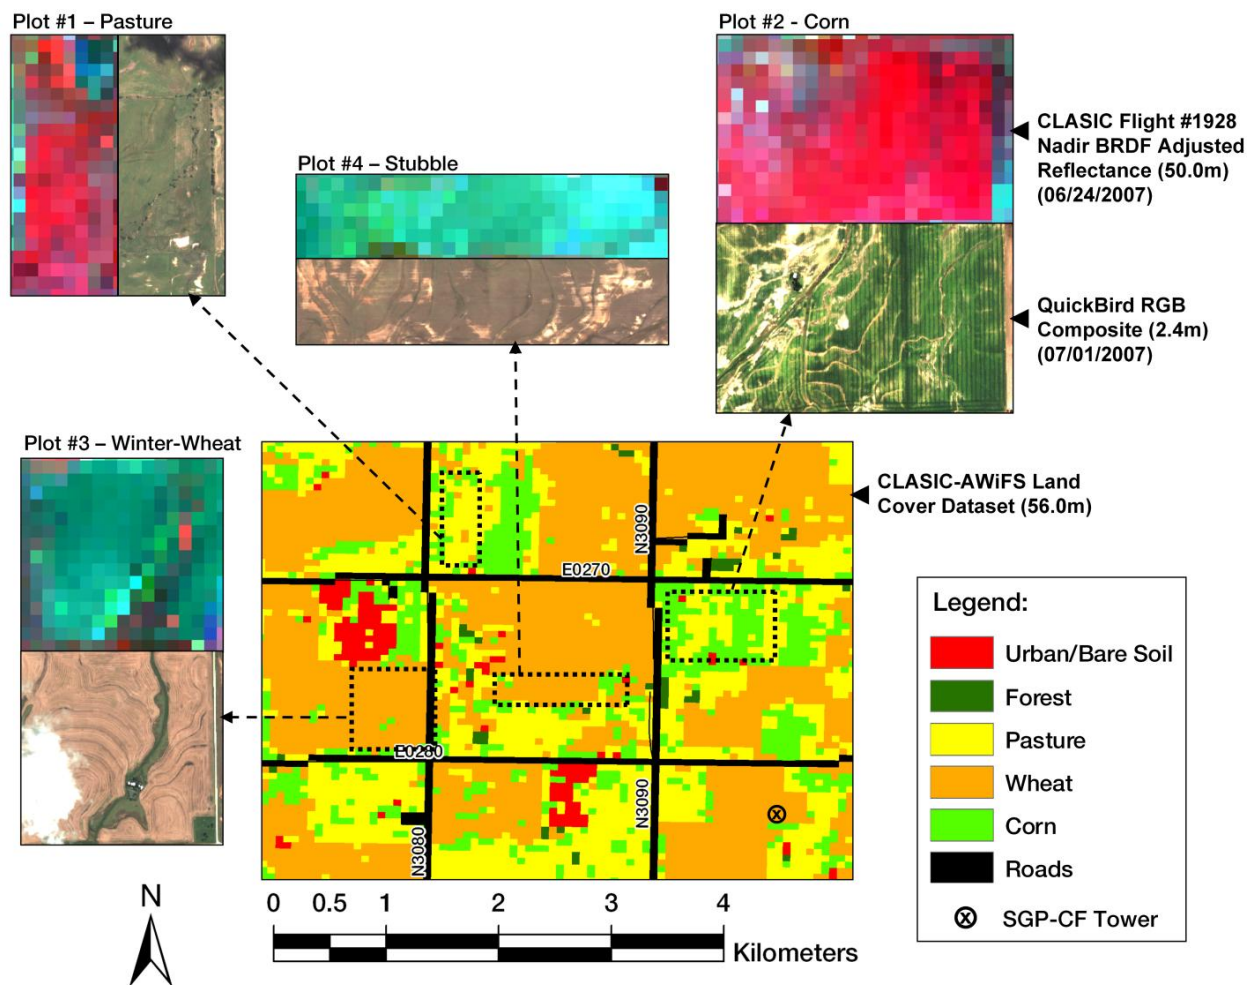 Plot #1 – Pasture
Plot #2 - Corn
CLASIC Flight #1928
Nadir BRDF Adjusted
Reflectance (50.0m)
(06/24/2007)
Plot #4 – Stubble
QuickBird RGB
Composite (2.4m)
(07/01/2007)
Plot #3 – Winter-Wheat
CLASIC-AWiFS Land
Cover Dataset (56.0m)
N3090
E0270
E0280
N3080
N3090
Legend:
Urban/Bare Soil
Forest
Pasture
Wheat
Corn
Roads
SGP-CF Tower
N
0 0.5 1 2 3 4
Kilometers